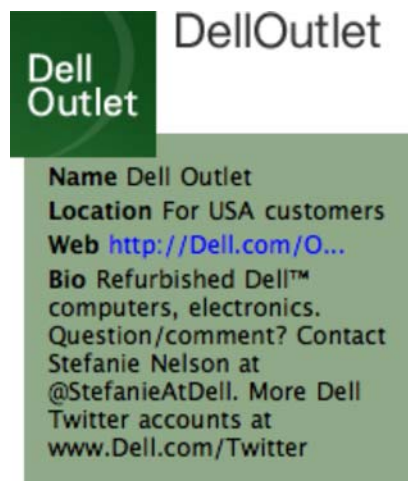 DellOutlet
Dell
Outlet
Name Dell Outlet
Location For USA customers
Web http://Dell.com/O...
Bio Refurbished Dell™
computers, electronics.
Question/comment? Contact
Stefanie Nelson at
@StefanieAtDell. More Dell
Twitter accounts at
www.Dell.com/Twitter